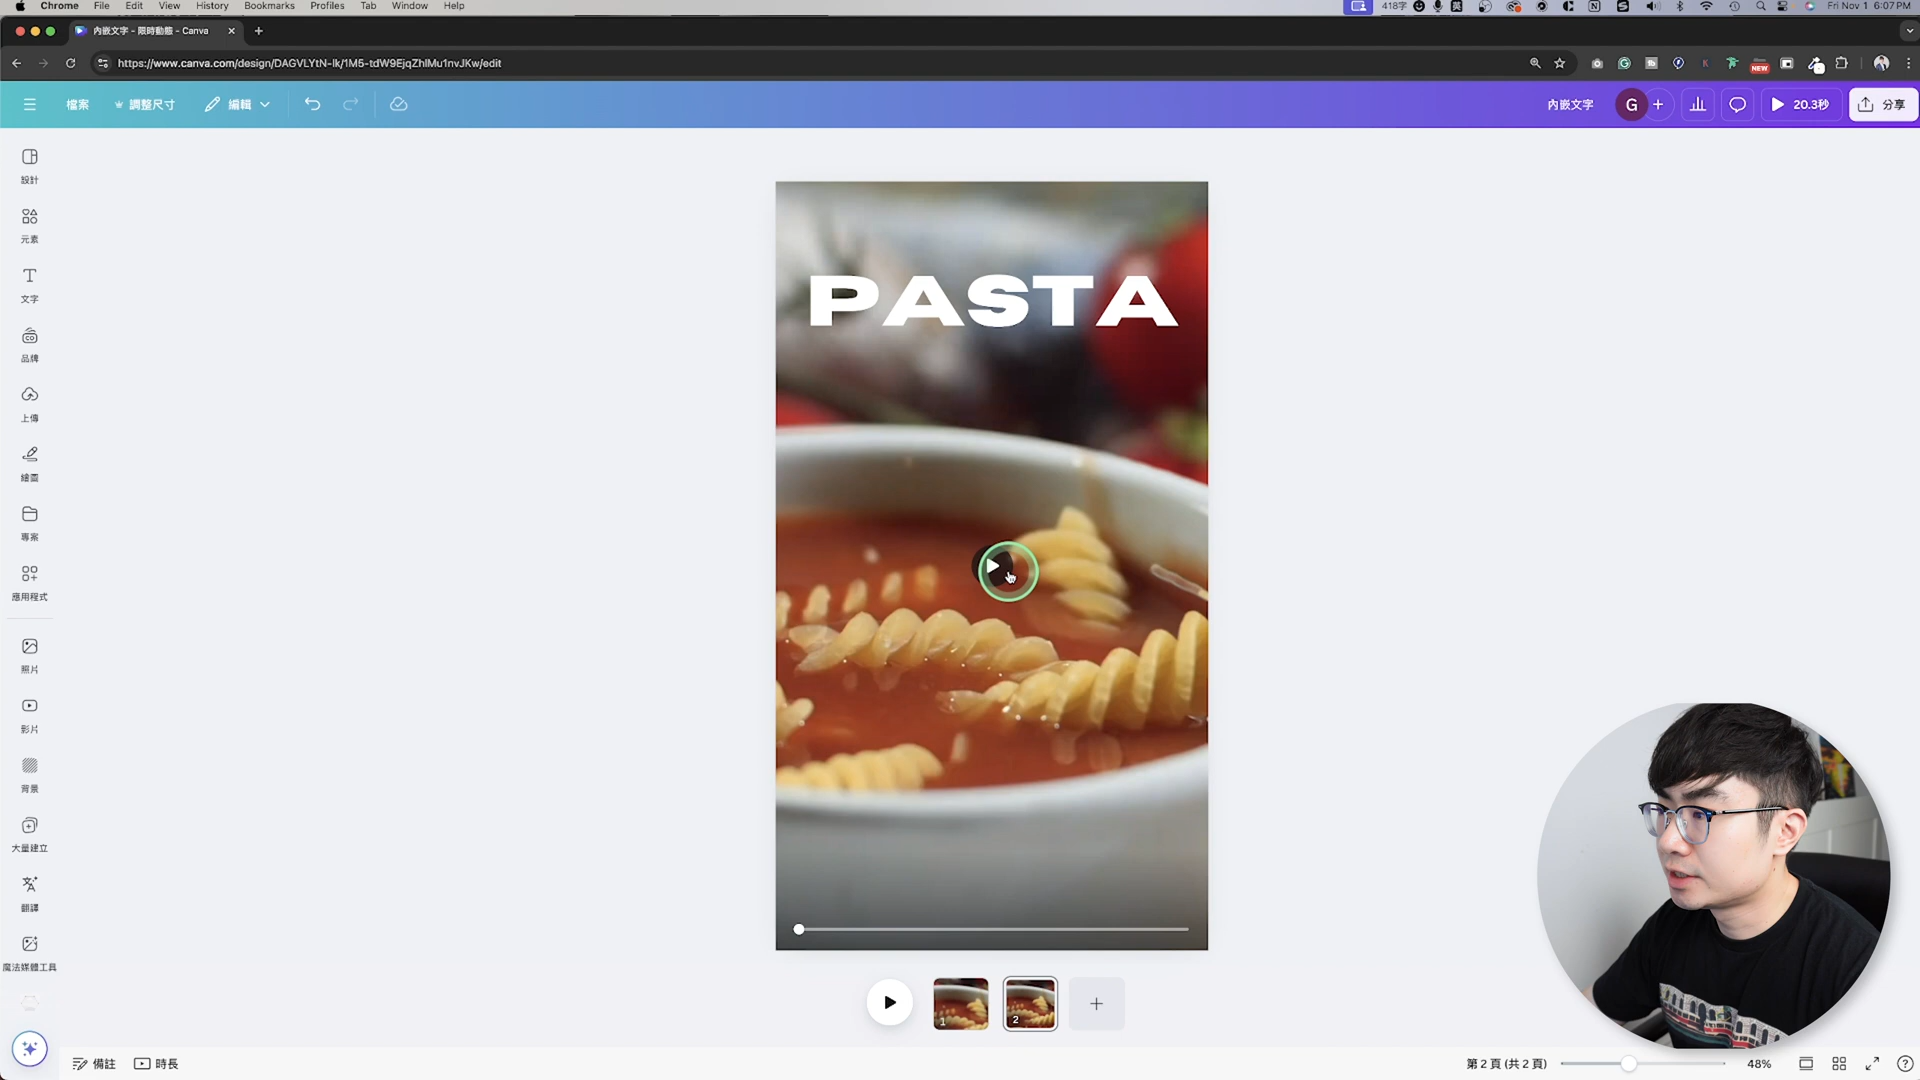 Chrome File Edit View History Bookmarks Profiles Tab Window Help
418字 Fri Nov 1 6:07 PM
內嵌文字 - 限時動態 - Canva
https://www.canva.com/design/DAGVLYtN-lk/1M5-tdW9EjqZhlMu1nvJKw/edit
NEW
檔案 調整尺寸 編輯
內嵌文字 G 20.3秒 分享
設計
元素
文字
品牌
上傳
繪圖
專案
應用程式
照片
影片
背景
大量建立
翻譯
魔法媒體工具
PASTA
1 2
備註 時長
第 2 頁 (共 2 頁) 48%